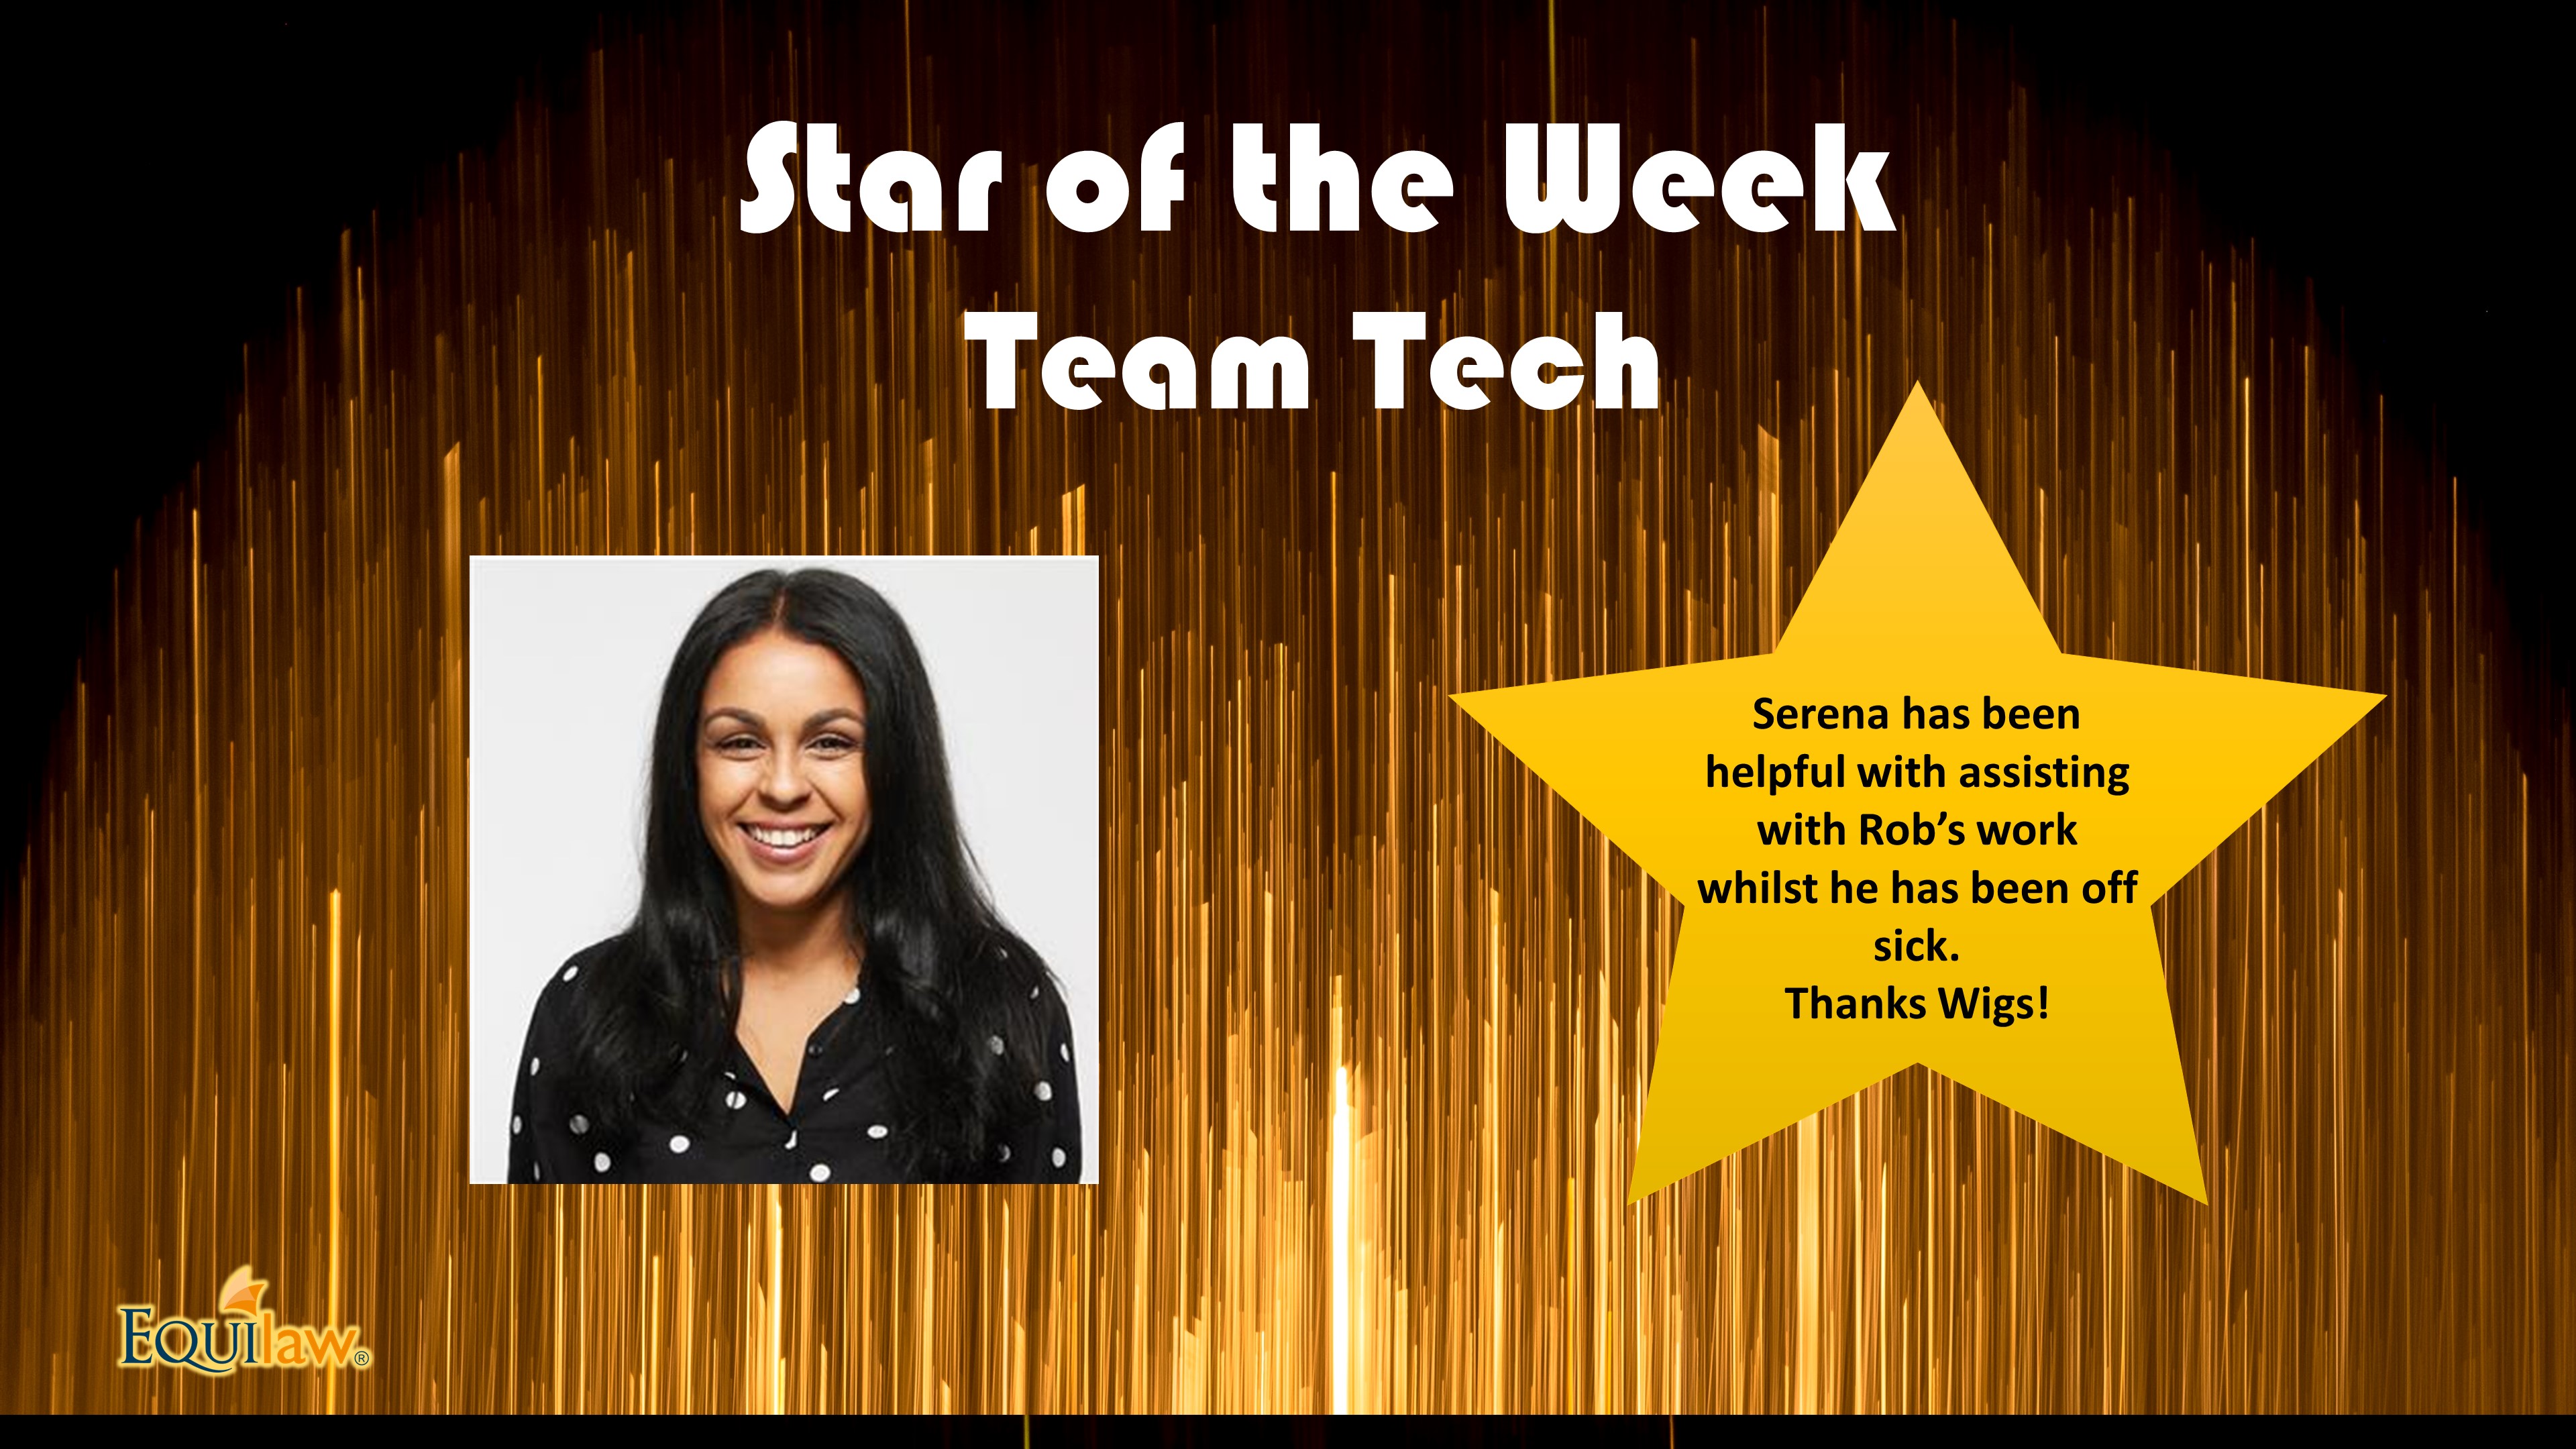 Star of the Week
Team Tech
Serena has been
helpful with assisting
with Rob’s work
whilst he has been off
sick.
Thanks Wigs!
EQUIlaw®